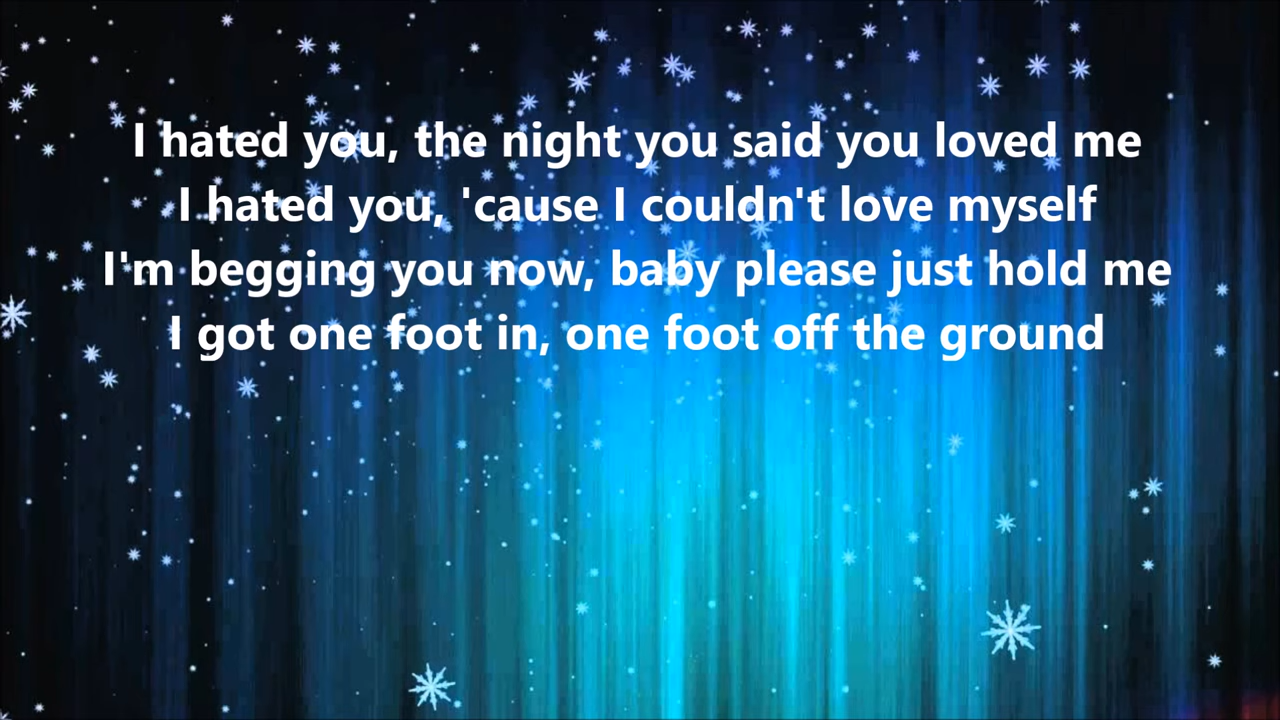 I hated you, the night you said you loved me
I hated you, 'cause I couldn't love myself
I'm begging you now, baby please just hold me
I got one foot in, one foot off the ground